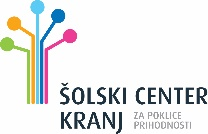 ŠOLSKI CENTER
KRANJ ZA POKLICE
PRIHODNOSTI